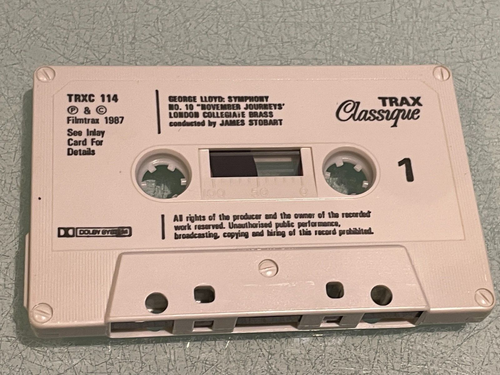 TRXC 114
Ⓟ & ©
Filmtrax 1987
See Inlay
Card For
Details
GEORGE LLOYD: SYMPHONY
NO. 10 "NOVEMBER JOURNEYS'
LONDON COLLEGIATE BRASS
conducted by JAMES STOBART
TRAX
Classique
1
All rights of the producer and the owner of the recorded
work reserved. Unauthorised public performance,
broadcasting, copying and hiring of this record prohibited.
DOLBY SYSTEM